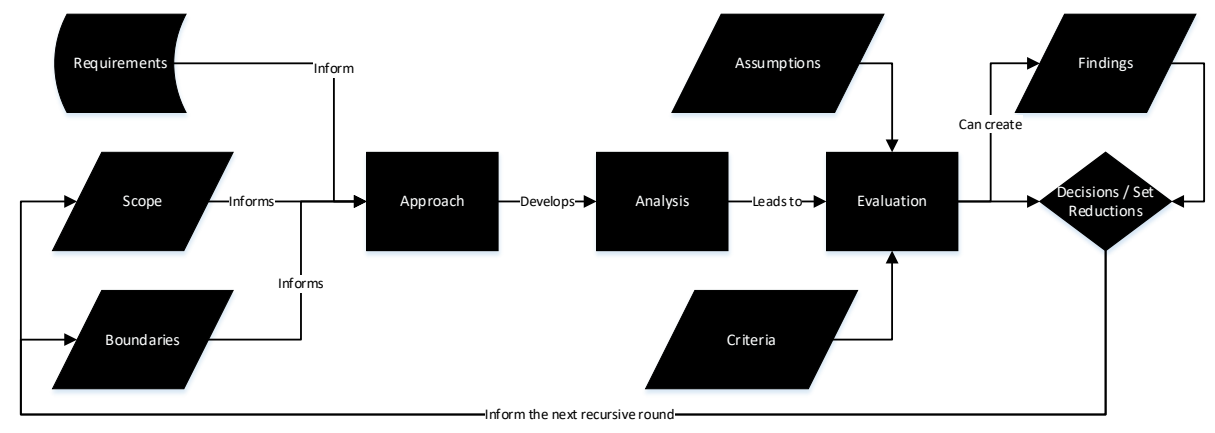 Requirements
Inform
Assumptions
Findings
Can create
Scope
Informs
Approach
Develops
Analysis
Leads to
Evaluation
Decisions / Set
Reductions
Informs
Boundaries
Criteria
Inform the next recursive round